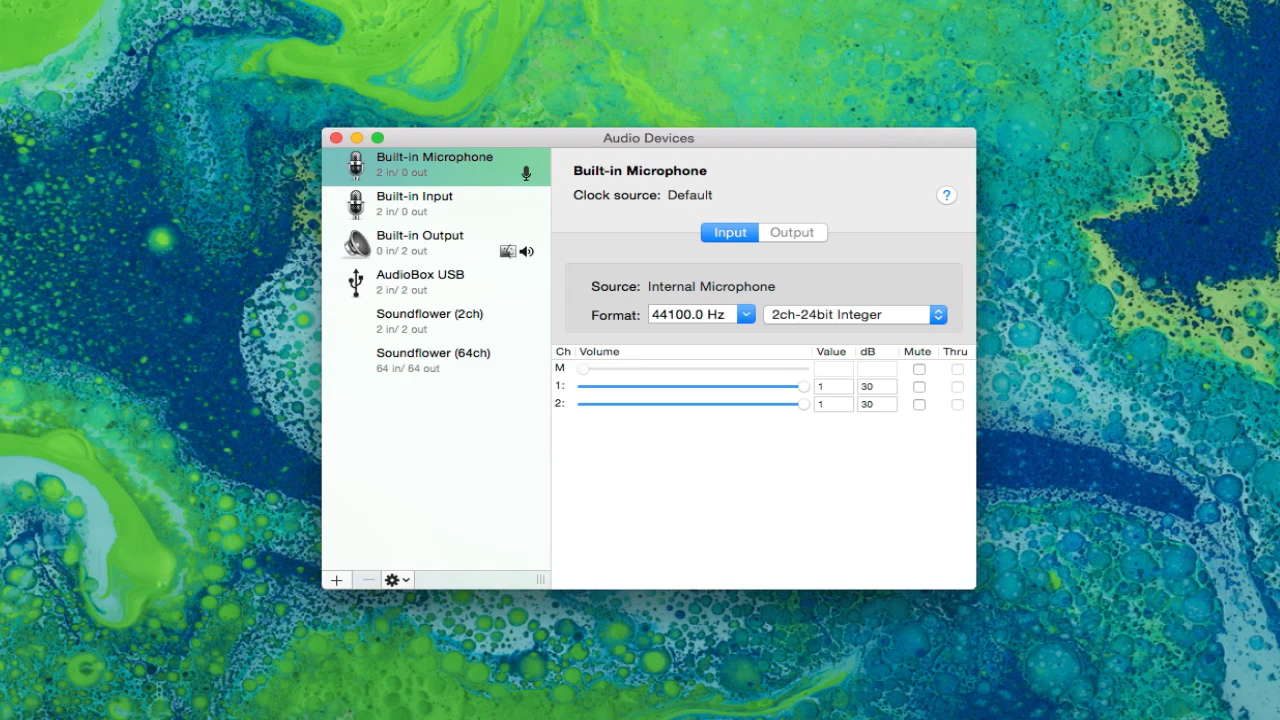 Audio Devices
Built-in Microphone
2 in/ 0 out
Built-in Input
2 in/ 0 out
Built-in Output
0 in/ 2 out
AudioBox USB
2 in/ 2 out
Soundflower (2ch)
2 in/ 2 out
Soundflower (64ch)
64 in/ 64 out
Built-in Microphone
Clock source: Default
?
Input Output
Source: Internal Microphone
Format: 44100.0 Hz 2ch-24bit Integer
Ch Volume Value dB Mute Thru
M
1: 1 30
2: 1 30